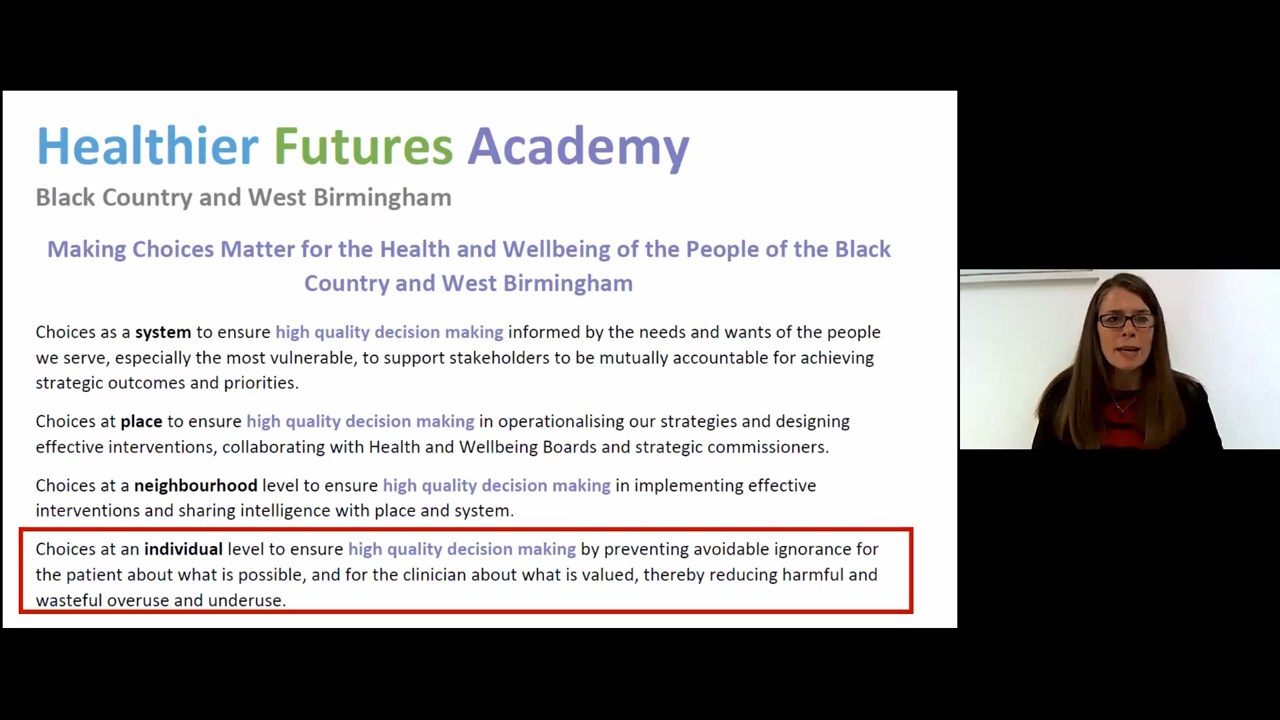 Healthier Futures Academy
Black Country and West Birmingham
Making Choices Matter for the Health and Wellbeing of the People of the Black
Country and West Birmingham
Choices as a system to ensure high quality decision making informed by the needs and wants of the people
we serve, especially the most vulnerable, to support stakeholders to be mutually accountable for achieving
strategic outcomes and priorities.
Choices at place to ensure high quality decision making in operationalising our strategies and designing
effective interventions, collaborating with Health and Wellbeing Boards and strategic commissioners.
Choices at a neighbourhood level to ensure high quality decision making in implementing effective
interventions and sharing intelligence with place and system.
Choices at an individual level to ensure high quality decision making by preventing avoidable ignorance for
the patient about what is possible, and for the clinician about what is valued, thereby reducing harmful and
wasteful overuse and underuse.